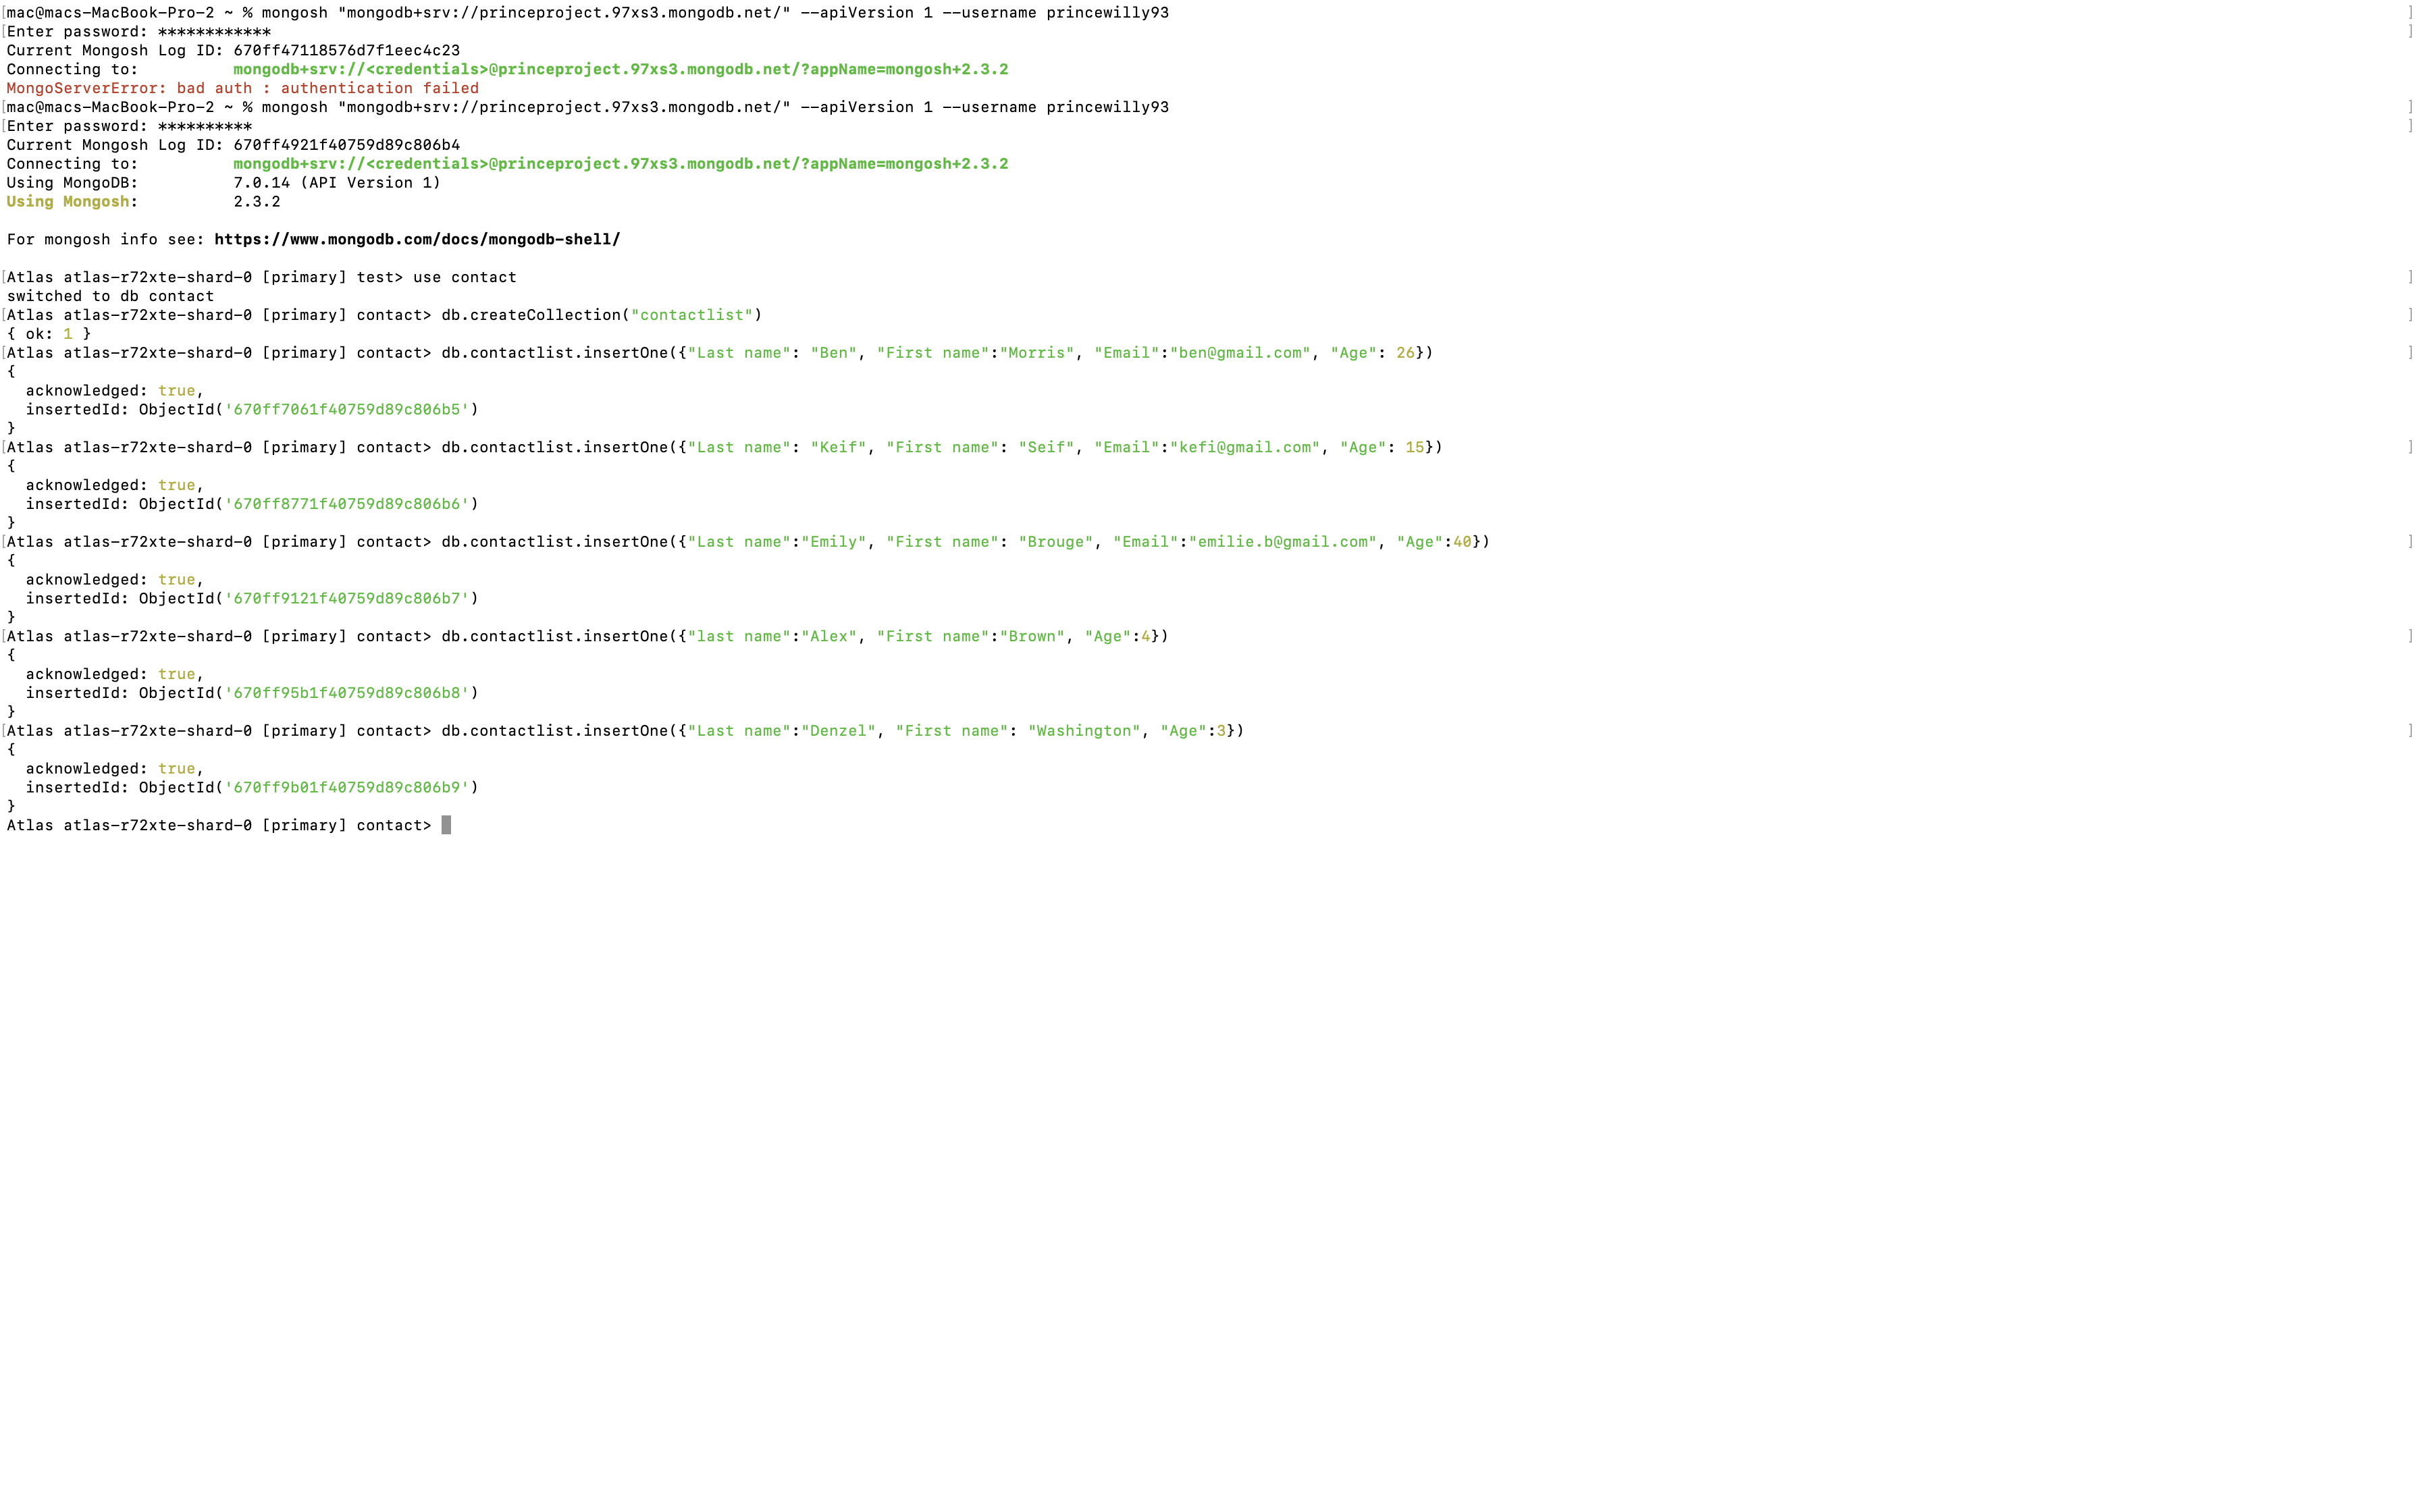 [mac@macs-MacBook-Pro-2 ~ % mongosh "mongodb+srv://princeproject.97xs3.mongodb.net/" --apiVersion 1 --username princewilly93 ]
[Enter password: ************ ]
Current Mongosh Log ID: 670ff47118576d7f1eec4c23
Connecting to: mongodb+srv://<credentials>@princeproject.97xs3.mongodb.net/?appName=mongosh+2.3.2
MongoServerError: bad auth : authentication failed
[mac@macs-MacBook-Pro-2 ~ % mongosh "mongodb+srv://princeproject.97xs3.mongodb.net/" --apiVersion 1 --username princewilly93 ]
[Enter password: ********** ]
Current Mongosh Log ID: 670ff4921f40759d89c806b4
Connecting to: mongodb+srv://<credentials>@princeproject.97xs3.mongodb.net/?appName=mongosh+2.3.2
Using MongoDB: 7.0.14 (API Version 1)
Using Mongosh: 2.3.2
For mongosh info see: https://www.mongodb.com/docs/mongodb-shell/
[Atlas atlas-r72xte-shard-0 [primary] test> use contact ]
switched to db contact
[Atlas atlas-r72xte-shard-0 [primary] contact> db.createCollection("contactlist") ]
{ ok: 1 }
[Atlas atlas-r72xte-shard-0 [primary] contact> db.contactlist.insertOne({"Last name": "Ben", "First name":"Morris", "Email":"ben@gmail.com", "Age": 26}) ]
{
acknowledged: true,
insertedId: ObjectId('670ff7061f40759d89c806b5')
}
[Atlas atlas-r72xte-shard-0 [primary] contact> db.contactlist.insertOne({"Last name": "Keif", "First name": "Seif", "Email":"kefi@gmail.com", "Age": 15}) ]
{
acknowledged: true,
insertedId: ObjectId('670ff8771f40759d89c806b6')
}
[Atlas atlas-r72xte-shard-0 [primary] contact> db.contactlist.insertOne({"Last name":"Emily", "First name": "Brouge", "Email":"emilie.b@gmail.com", "Age":40}) ]
{
acknowledged: true,
insertedId: ObjectId('670ff9121f40759d89c806b7')
}
[Atlas atlas-r72xte-shard-0 [primary] contact> db.contactlist.insertOne({"last name":"Alex", "First name":"Brown", "Age":4}) ]
{
acknowledged: true,
insertedId: ObjectId('670ff95b1f40759d89c806b8')
}
[Atlas atlas-r72xte-shard-0 [primary] contact> db.contactlist.insertOne({"Last name":"Denzel", "First name": "Washington", "Age":3}) ]
{
acknowledged: true,
insertedId: ObjectId('670ff9b01f40759d89c806b9')
}
Atlas atlas-r72xte-shard-0 [primary] contact>